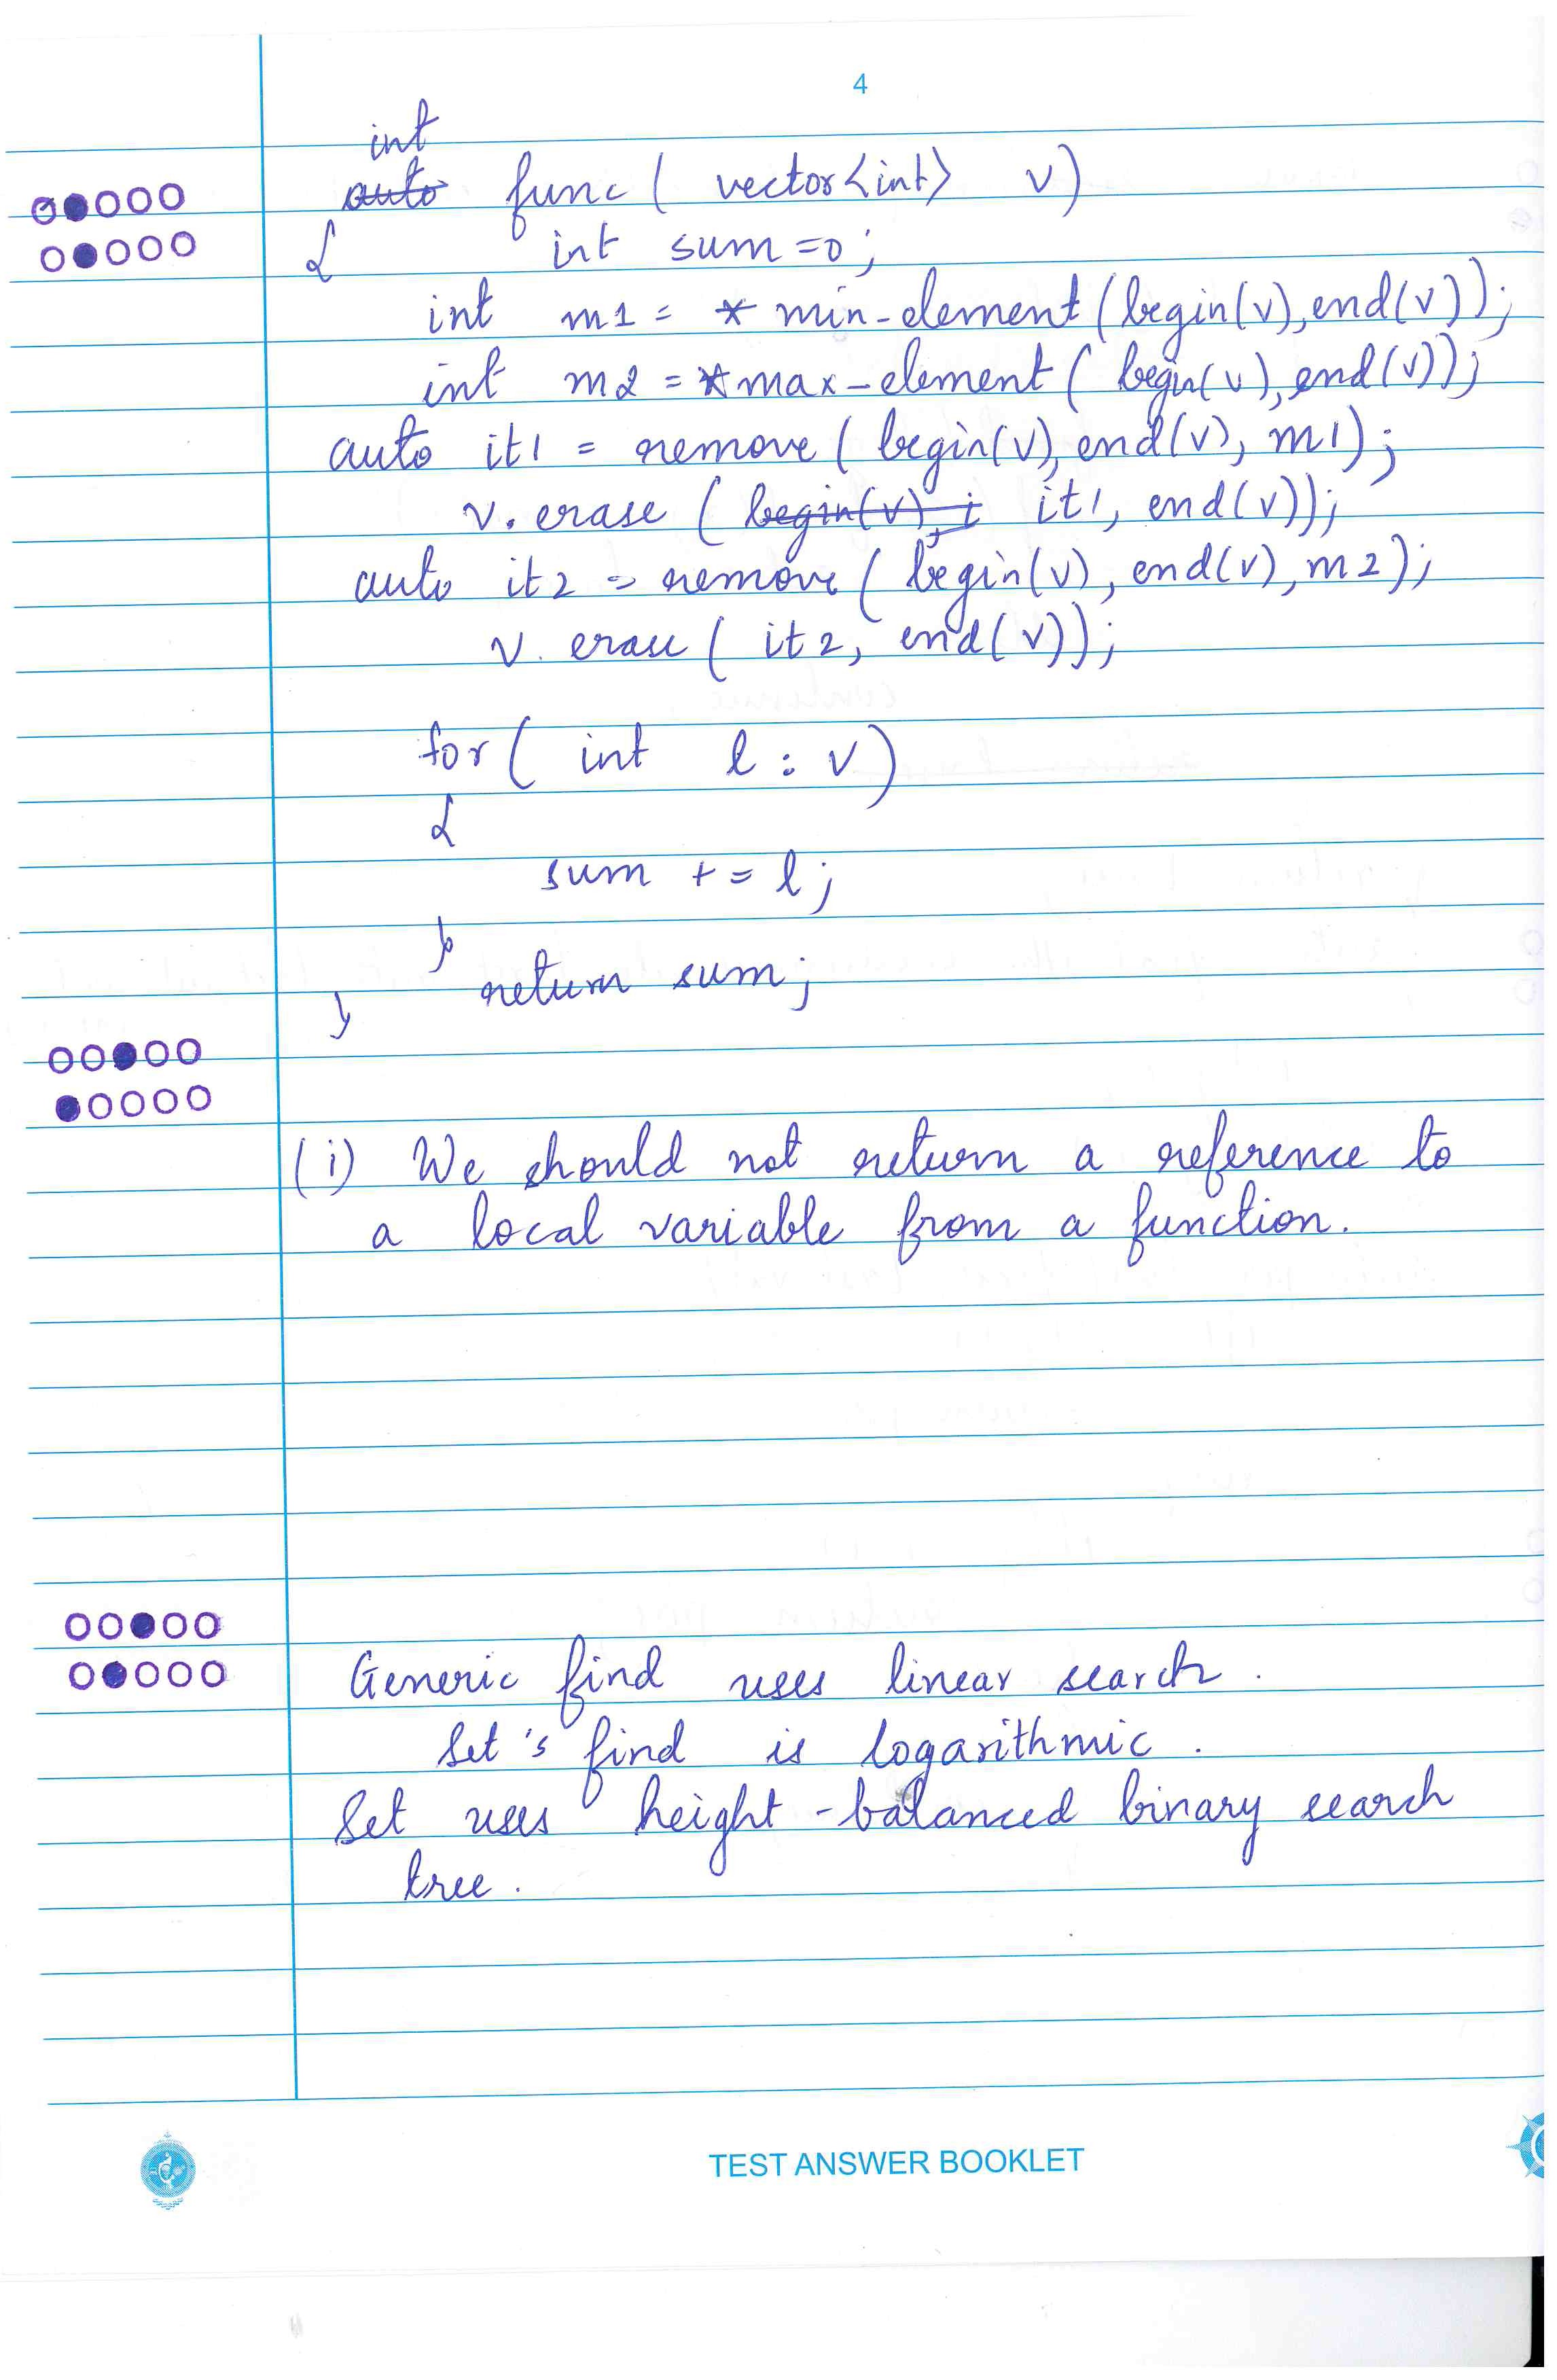 4
int
auto func ( vector<int> v)
{ int sum =0;
int m1 = * min-element (begin(v), end(v));
int m2 = *max-element ( begin(v), end(v));
auto it1 = remove ( begin(v), end(v), m1);
v. erase ( begin(v), i it1, end(v));
auto it2 = remove ( begin(v), end(v), m2);
v. erase ( it2, end(v));
for ( int l : v)
{
sum += l;
}
return sum;
}
(i) We should not return a reference to
a local variable from a function.
Generic find uses linear search.
Set's find is logarithmic.
Set uses height-balanced binary search
tree.
TEST ANSWER BOOKLET